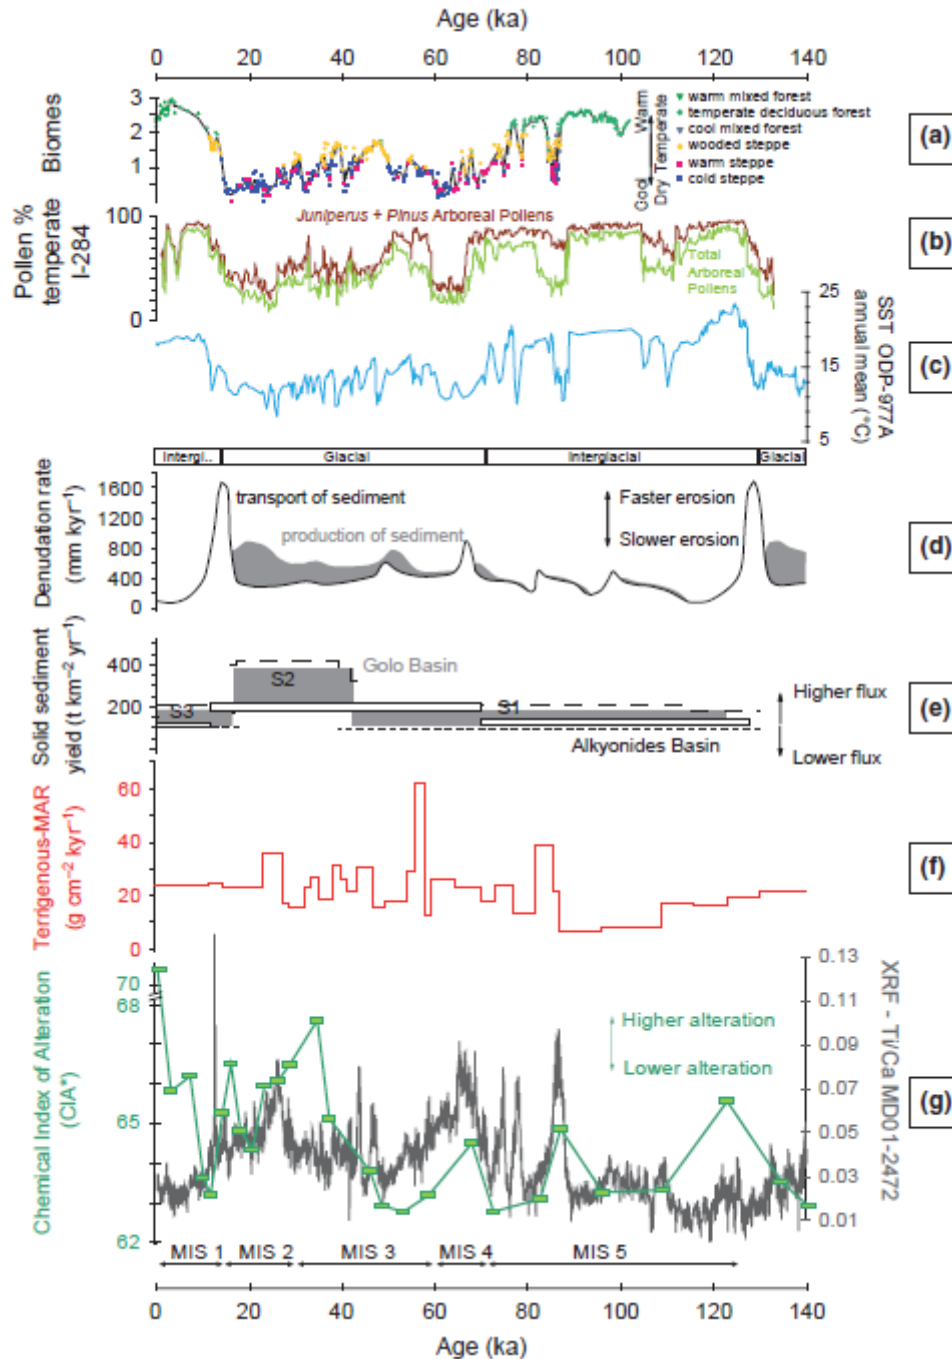 Age (ka)
0 20 40 60 80 100 120 140
Biomes
3
2
1
Warm
Temperate
Cool
Dry
warm mixed forest
temperate deciduous forest
cool mixed forest
wooded steppe
warm steppe
cold steppe
(a)
Pollen %
temperate
I-284
100
50
0
Juniperus + Pinus Arboreal Pollens
Total
Arboreal
Pollens
(b)
25
15
5
SST ODP-977A
annual mean (°C)
(c)
Intergl.. Glacial Interglacial Glacial
Denudation rate
(mm kyr⁻¹)
1600
1200
800
400
0
transport of sediment
production of sediment
Faster erosion
Slower erosion
(d)
Solid sediment
yield (t km⁻² yr⁻¹)
400
200
0
S3
S2
S1
Golo Basin
Alkyonides Basin
Higher flux
Lower flux
(e)
Terrigenous-MAR
(g cm⁻² kyr⁻¹)
60
40
20
0
(f)
Chemical Index of Alteration
(CIA*)
70
68
65
62
Higher alteration
Lower alteration
0.13
0.11
0.09
0.07
0.05
0.03
0.01
XRF - Ti/Ca MD01-2472
(g)
MIS 1 MIS 2 MIS 3 MIS 4 MIS 5
0 20 40 60 80 100 120 140
Age (ka)